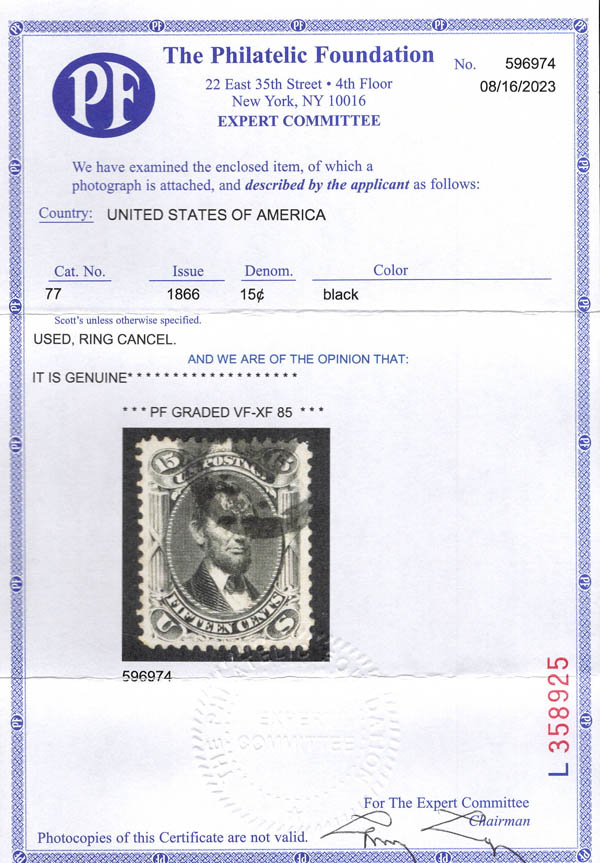 PF
The Philatelic Foundation
22 East 35th Street • 4th Floor
New York, NY 10016
EXPERT COMMITTEE
No. 596974
08/16/2023
We have examined the enclosed item, of which a
photograph is attached, and described by the applicant as follows:
Country: UNITED STATES OF AMERICA
Cat. No. Issue Denom. Color
77 1866 15¢ black
Scott's unless otherwise specified.
USED, RING CANCEL.
AND WE ARE OF THE OPINION THAT:
IT IS GENUINE* * * * * * * * * * * * * * * * * * *
* * * PF GRADED VF-XF 85 * * *
15
U.S. POSTAGE
FIFTEEN CENTS
U S
596974
EXPERT
COMMITTEE
L 358925
For The Expert Committee
Chairman
Photocopies of this Certificate are not valid.